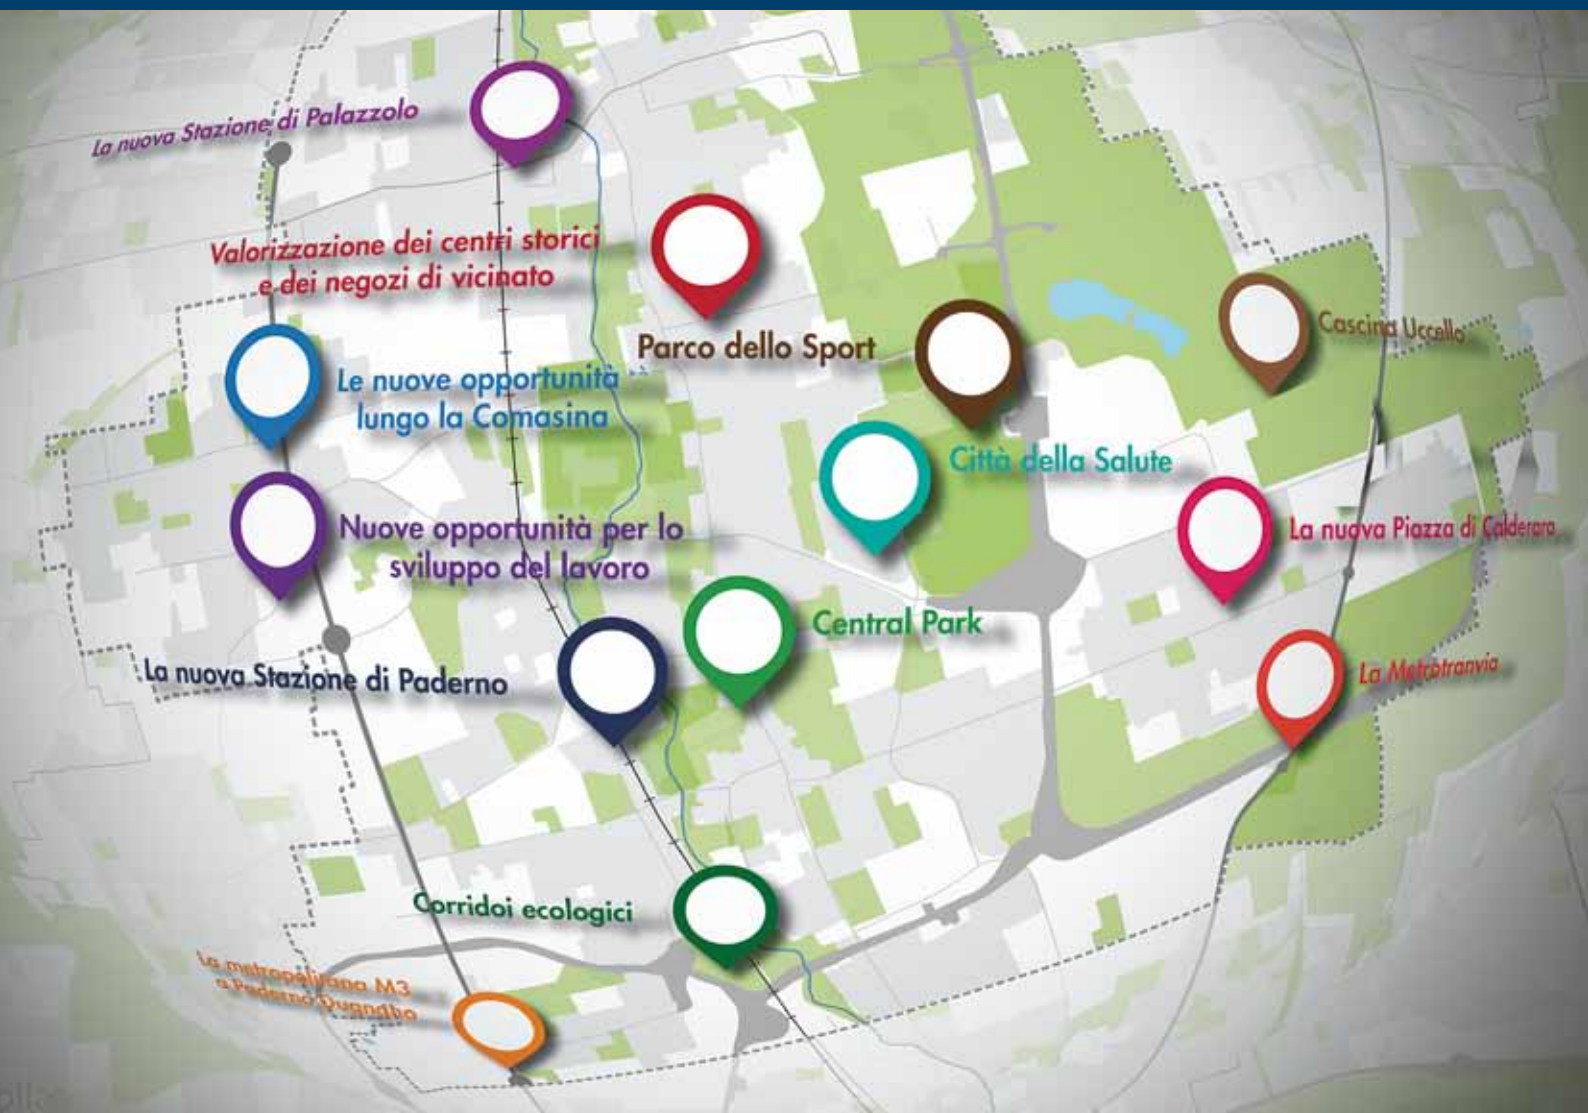 La nuova Stazione di Palazzolo
Valorizzazione dei centri storici
e dei negozi di vicinato
Parco dello Sport
Cascina Uccello
Le nuove opportunità
lungo la Comasina
Città della Salute
Nuove opportunità per lo
sviluppo del lavoro
La nuova Piazza di Calderara
Central Park
La nuova Stazione di Paderno
La Metrotranvia
Corridoi ecologici
La metropolitana M3
a Paderno Dugnano